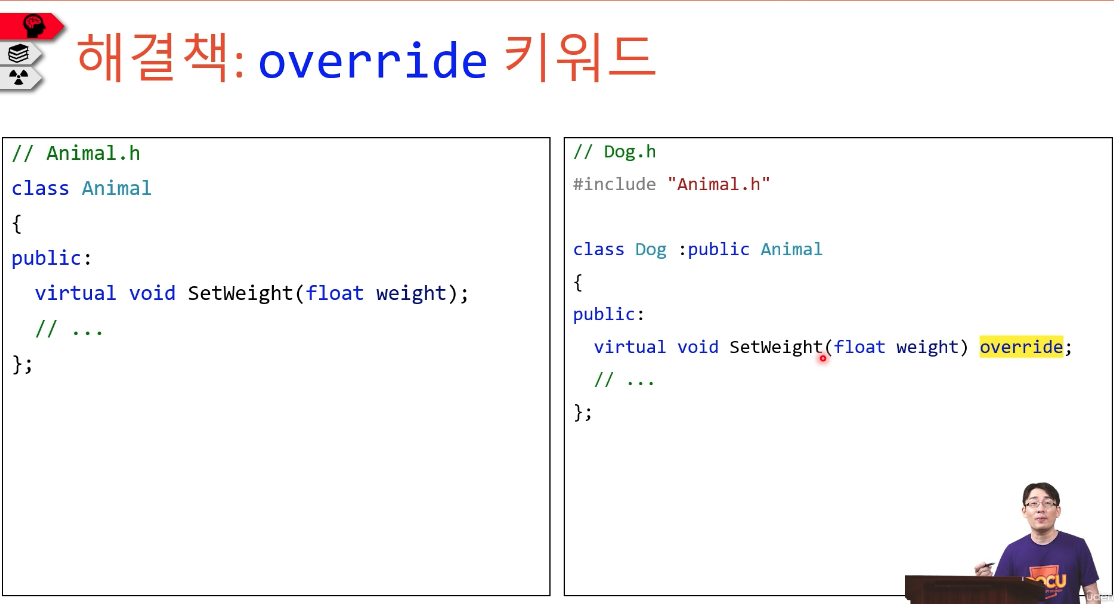 해결책: override 키워드
// Animal.h
class Animal
{
public:
  virtual void SetWeight(float weight);
  // ...
};
// Dog.h
#include "Animal.h"
class Dog :public Animal
{
public:
  virtual void SetWeight(float weight) override;
  // ...
};